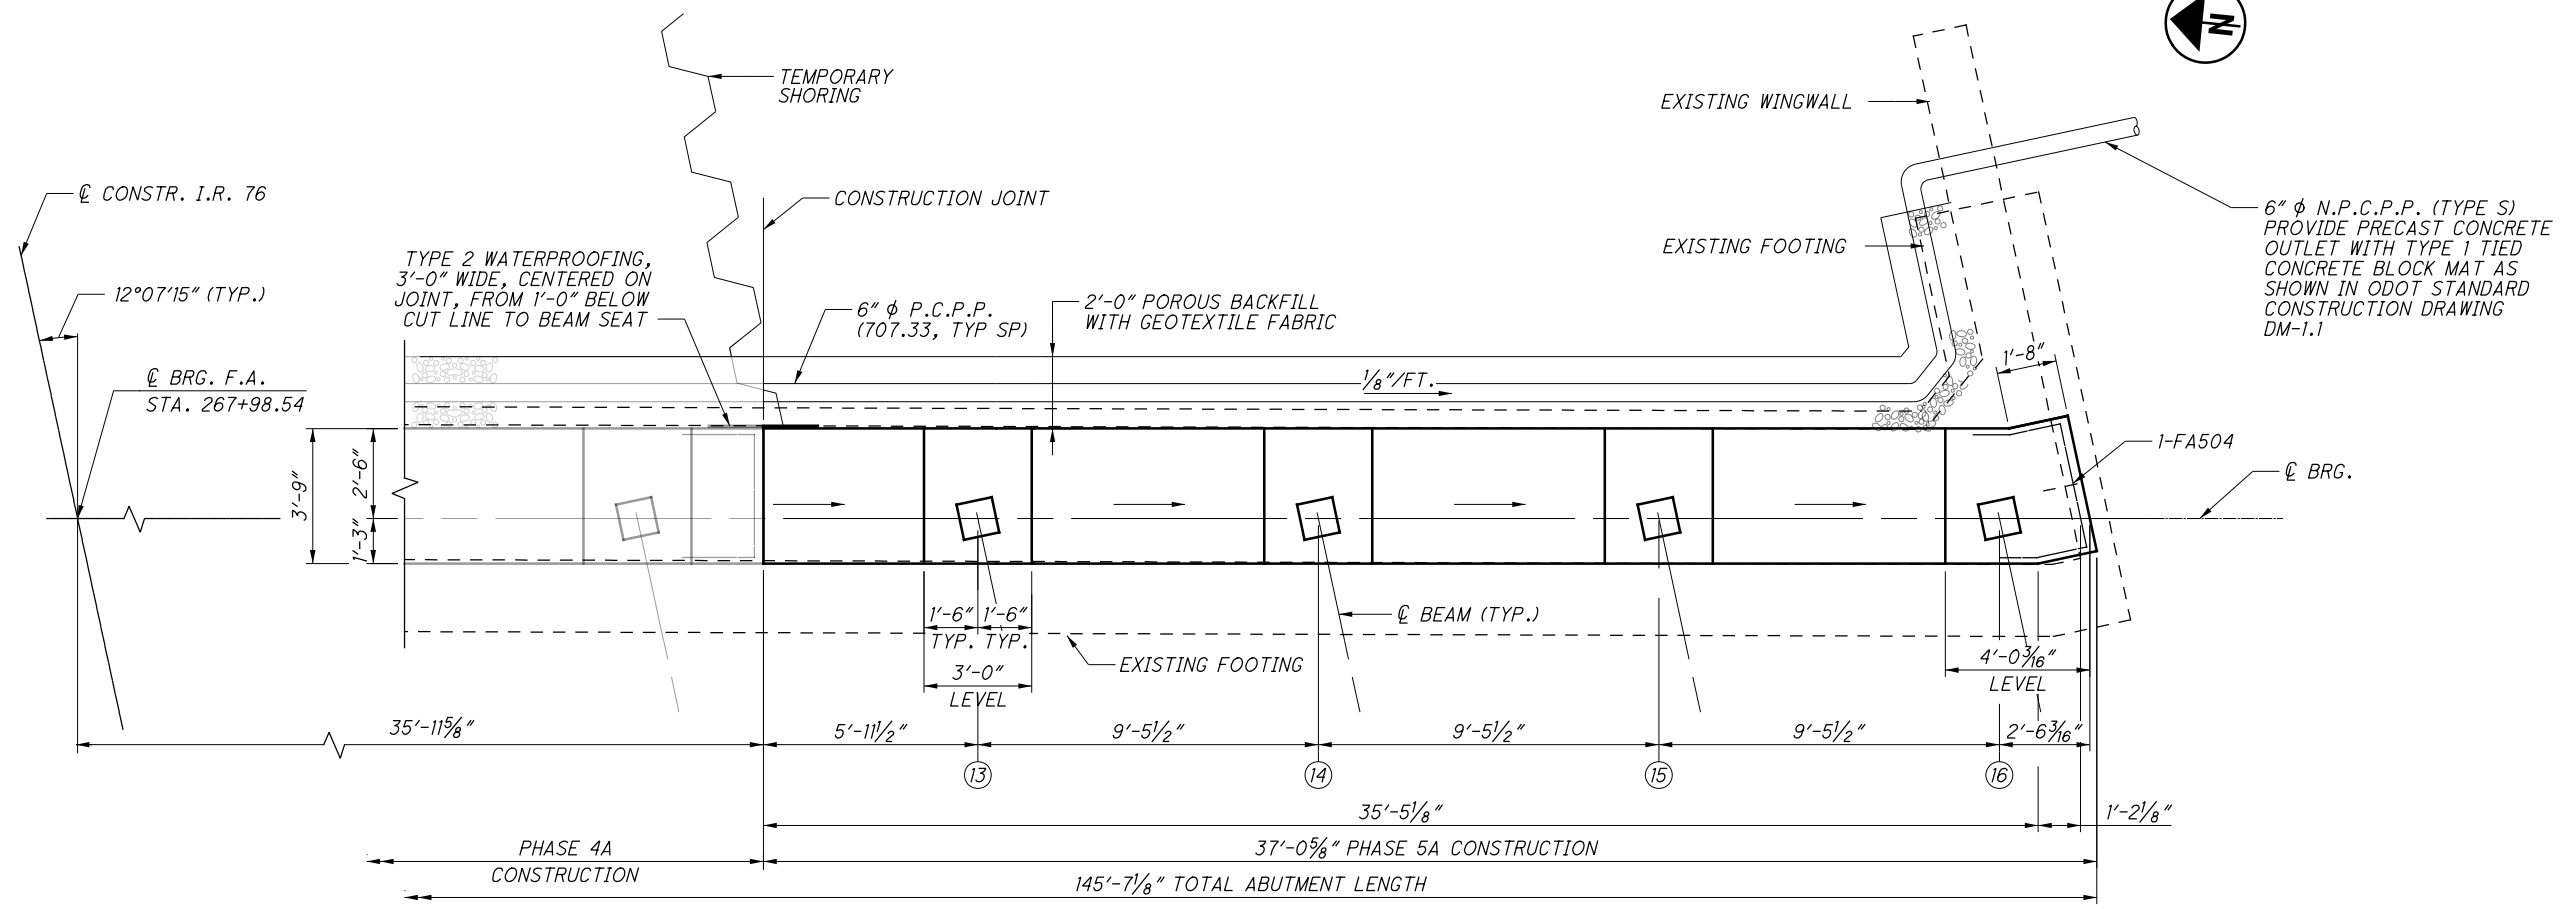 N
TEMPORARY
SHORING
EXISTING WINGWALL
℄ CONSTR. I.R. 76
CONSTRUCTION JOINT
6" ϕ N.P.C.P.P. (TYPE S)
PROVIDE PRECAST CONCRETE
OUTLET WITH TYPE 1 TIED
CONCRETE BLOCK MAT AS
SHOWN IN ODOT STANDARD
CONSTRUCTION DRAWING
DM-1.1
EXISTING FOOTING
TYPE 2 WATERPROOFING,
3'-0" WIDE, CENTERED ON
JOINT, FROM 1'-0" BELOW
CUT LINE TO BEAM SEAT
12°07'15" (TYP.)
6" ϕ P.C.P.P.
(707.33, TYP SP)
2'-0" POROUS BACKFILL
WITH GEOTEXTILE FABRIC
1'-8"
℄ BRG. F.A.
STA. 267+98.54
1/8"/FT.
1-FA504
℄ BRG.
3'-9"
2'-6"
1'-3"
1'-6" 1'-6"
TYP. TYP.
℄ BEAM (TYP.)
EXISTING FOOTING
3'-0"
LEVEL
4'-0 3/16"
LEVEL
35'-11 5/8"
5'-11 1/2"
9'-5 1/2"
9'-5 1/2"
9'-5 1/2"
2'-6 3/16"
13
14
15
16
35'-5 1/8"
1'-2 1/8"
PHASE 4A
CONSTRUCTION
37'-0 5/8" PHASE 5A CONSTRUCTION
145'-7 1/8" TOTAL ABUTMENT LENGTH